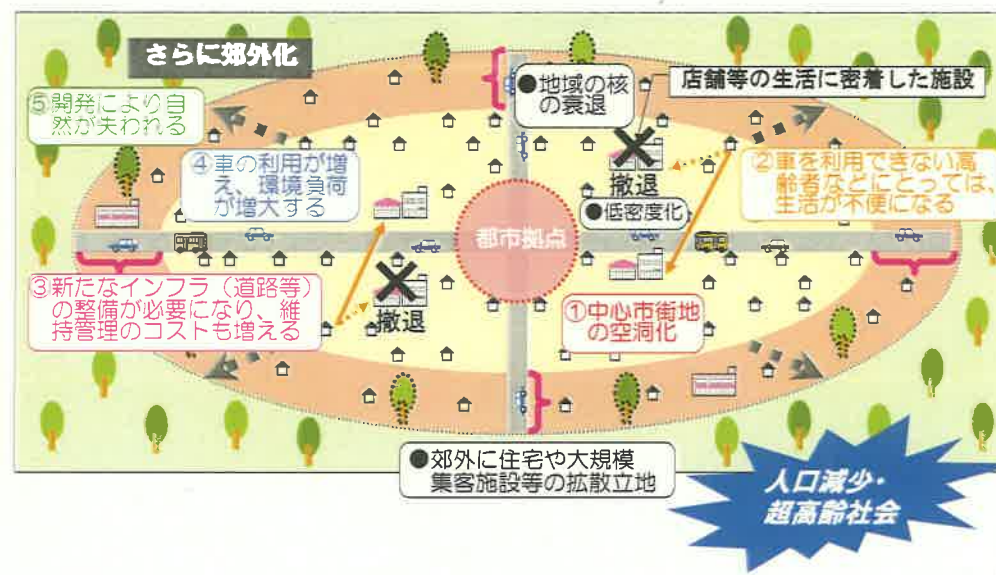 さらに郊外化
●地域の核
の衰退
店舗等の生活に密着した施設
⑤開発により自
然が失われる
④車の利用が増
え、環境負荷
が増大する
撤退
②車を利用できない高
齢者などにとっては、
生活が不便になる
●低密度化
都市拠点
③新たなインフラ（道路等）
の整備が必要になり、維
持管理のコストも増える
撤退
①中心市街地
の空洞化
●郊外に住宅や大規模
集客施設等の拡散立地
人口減少・
超高齢社会